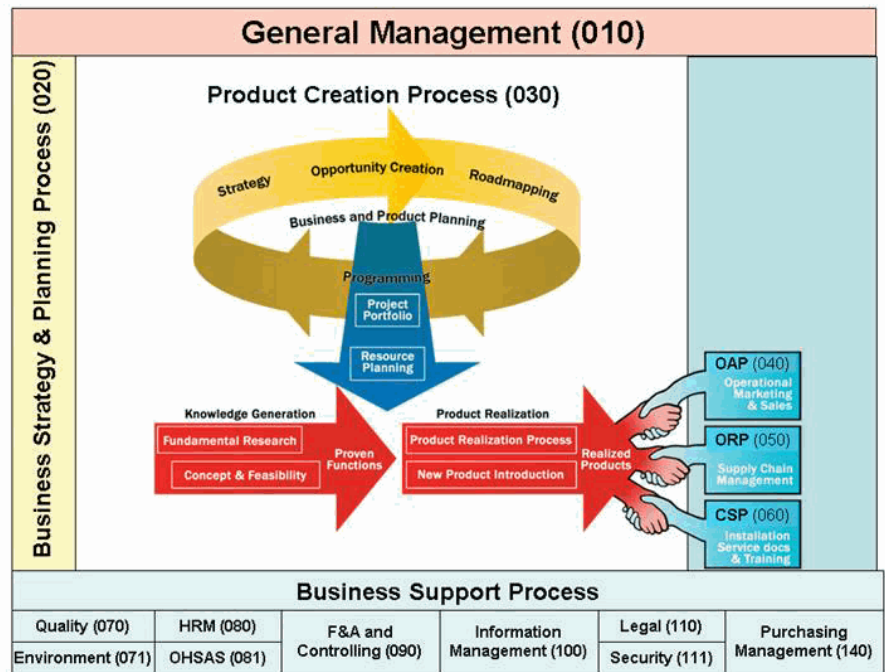 General Management (010)
Business Strategy & Planning Process (020)
Product Creation Process (030)
Strategy
Opportunity Creation
Roadmapping
Business and Product Planning
Programming
Project
Portfolio
Resource
Planning
Knowledge Generation
Fundamental Research
Concept & Feasibility
Proven
Functions
Product Realization
Product Realization Process
New Product Introduction
Realized
Products
OAP (040)
Operational
Marketing
& Sales
ORP (050)
Supply Chain
Management
CSP (060)
Installation
Service docs
& Training
Business Support Process
Quality (070)
Environment (071)
HRM (080)
OHSAS (081)
F&A and
Controlling (090)
Information
Management (100)
Legal (110)
Security (111)
Purchasing
Management (140)